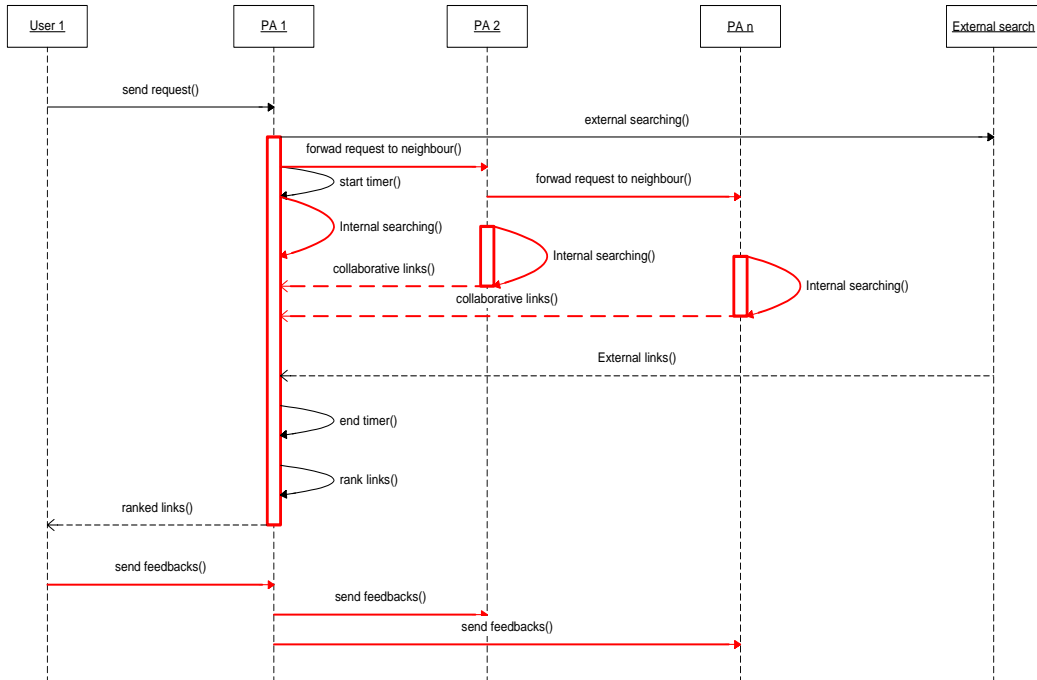 User 1
PA 1
PA 2
PA n
External search
send request()
external searching()
forwad request to neighbour()
start timer()
forwad request to neighbour()
Internal searching()
Internal searching()
collaborative links()
Internal searching()
collaborative links()
External links()
end timer()
rank links()
ranked links()
send feedbacks()
send feedbacks()
send feedbacks()